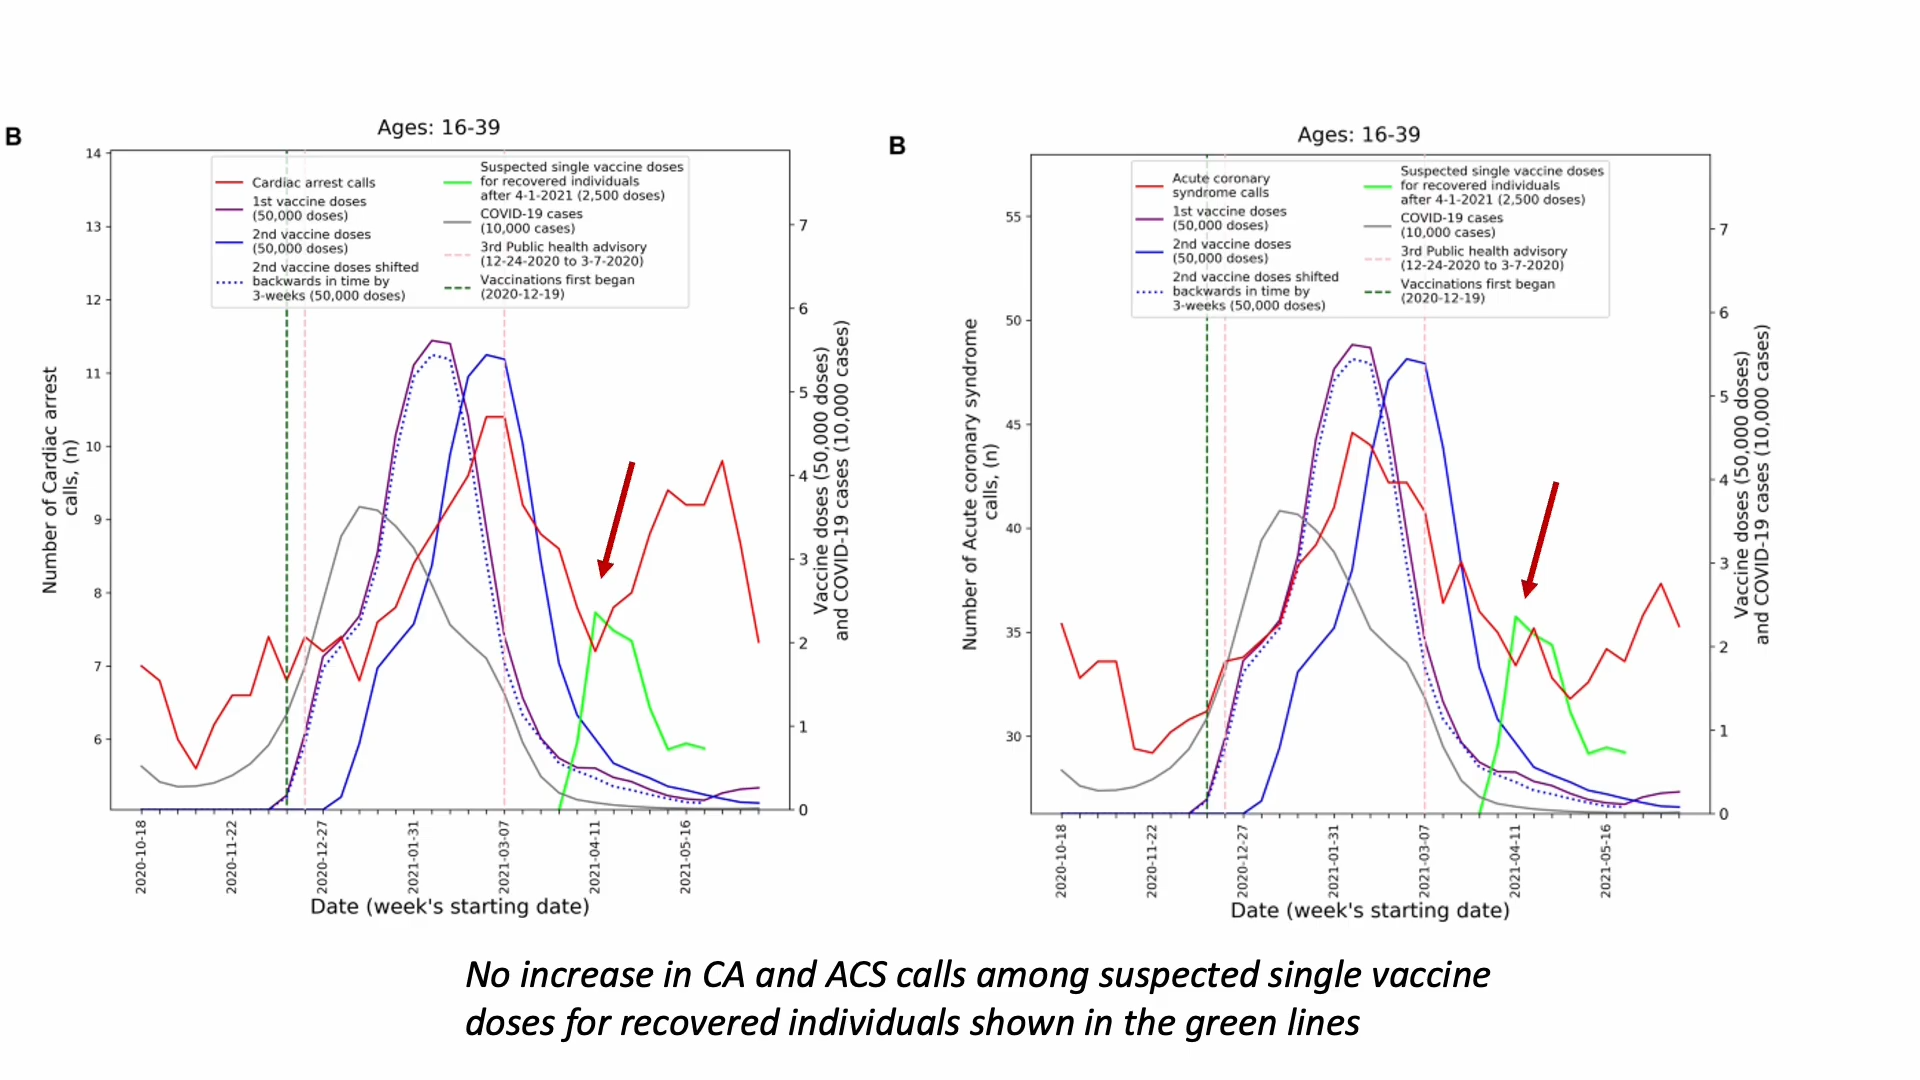 B
Ages: 16-39
Cardiac arrest calls
1st vaccine doses
(50,000 doses)
2nd vaccine doses
(50,000 doses)
2nd vaccine doses shifted
backwards in time by
3-weeks (50,000 doses)
Suspected single vaccine doses
for recovered individuals
after 4-1-2021 (2,500 doses)
COVID-19 cases
(10,000 cases)
3rd Public health advisory
(12-24-2020 to 3-7-2020)
Vaccinations first began
(2020-12-19)
14
13
12
11
10
9
8
7
6
Number of Cardiac arrest
calls, (n)
7
6
5
4
3
2
1
0
Vaccine doses (50,000 doses)
and COVID-19 cases (10,000 cases)
2020-10-18
2020-11-22
2020-12-27
2021-01-31
2021-03-07
2021-04-11
2021-05-16
Date (week's starting date)
B
Ages: 16-39
Acute coronary
syndrome calls
1st vaccine doses
(50,000 doses)
2nd vaccine doses
(50,000 doses)
2nd vaccine doses shifted
backwards in time by
3-weeks (50,000 doses)
Suspected single vaccine doses
for recovered individuals
after 4-1-2021 (2,500 doses)
COVID-19 cases
(10,000 cases)
3rd Public health advisory
(12-24-2020 to 3-7-2020)
Vaccinations first began
(2020-12-19)
55
50
45
40
35
30
Number of Acute coronary syndrome
calls, (n)
7
6
5
4
3
2
1
0
Vaccine doses (50,000 doses)
and COVID-19 cases (10,000 cases)
2020-10-18
2020-11-22
2020-12-27
2021-01-31
2021-03-07
2021-04-11
2021-05-16
Date (week's starting date)
No increase in CA and ACS calls among suspected single vaccine
doses for recovered individuals shown in the green lines